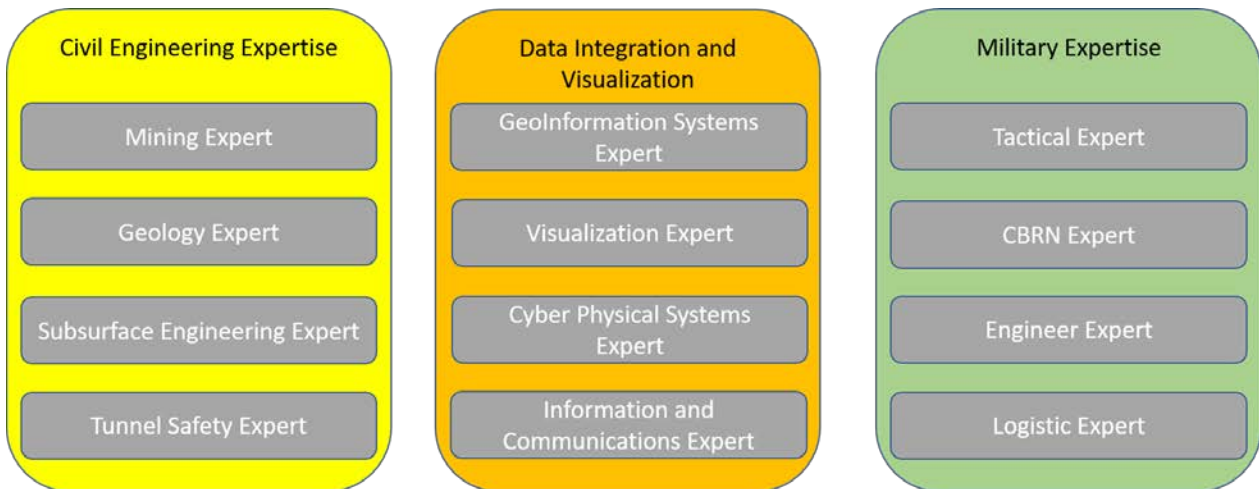 Civil Engineering Expertise
Mining Expert
Geology Expert
Subsurface Engineering Expert
Tunnel Safety Expert
Data Integration and
Visualization
GeoInformation Systems
Expert
Visualization Expert
Cyber Physical Systems
Expert
Information and
Communications Expert
Military Expertise
Tactical Expert
CBRN Expert
Engineer Expert
Logistic Expert